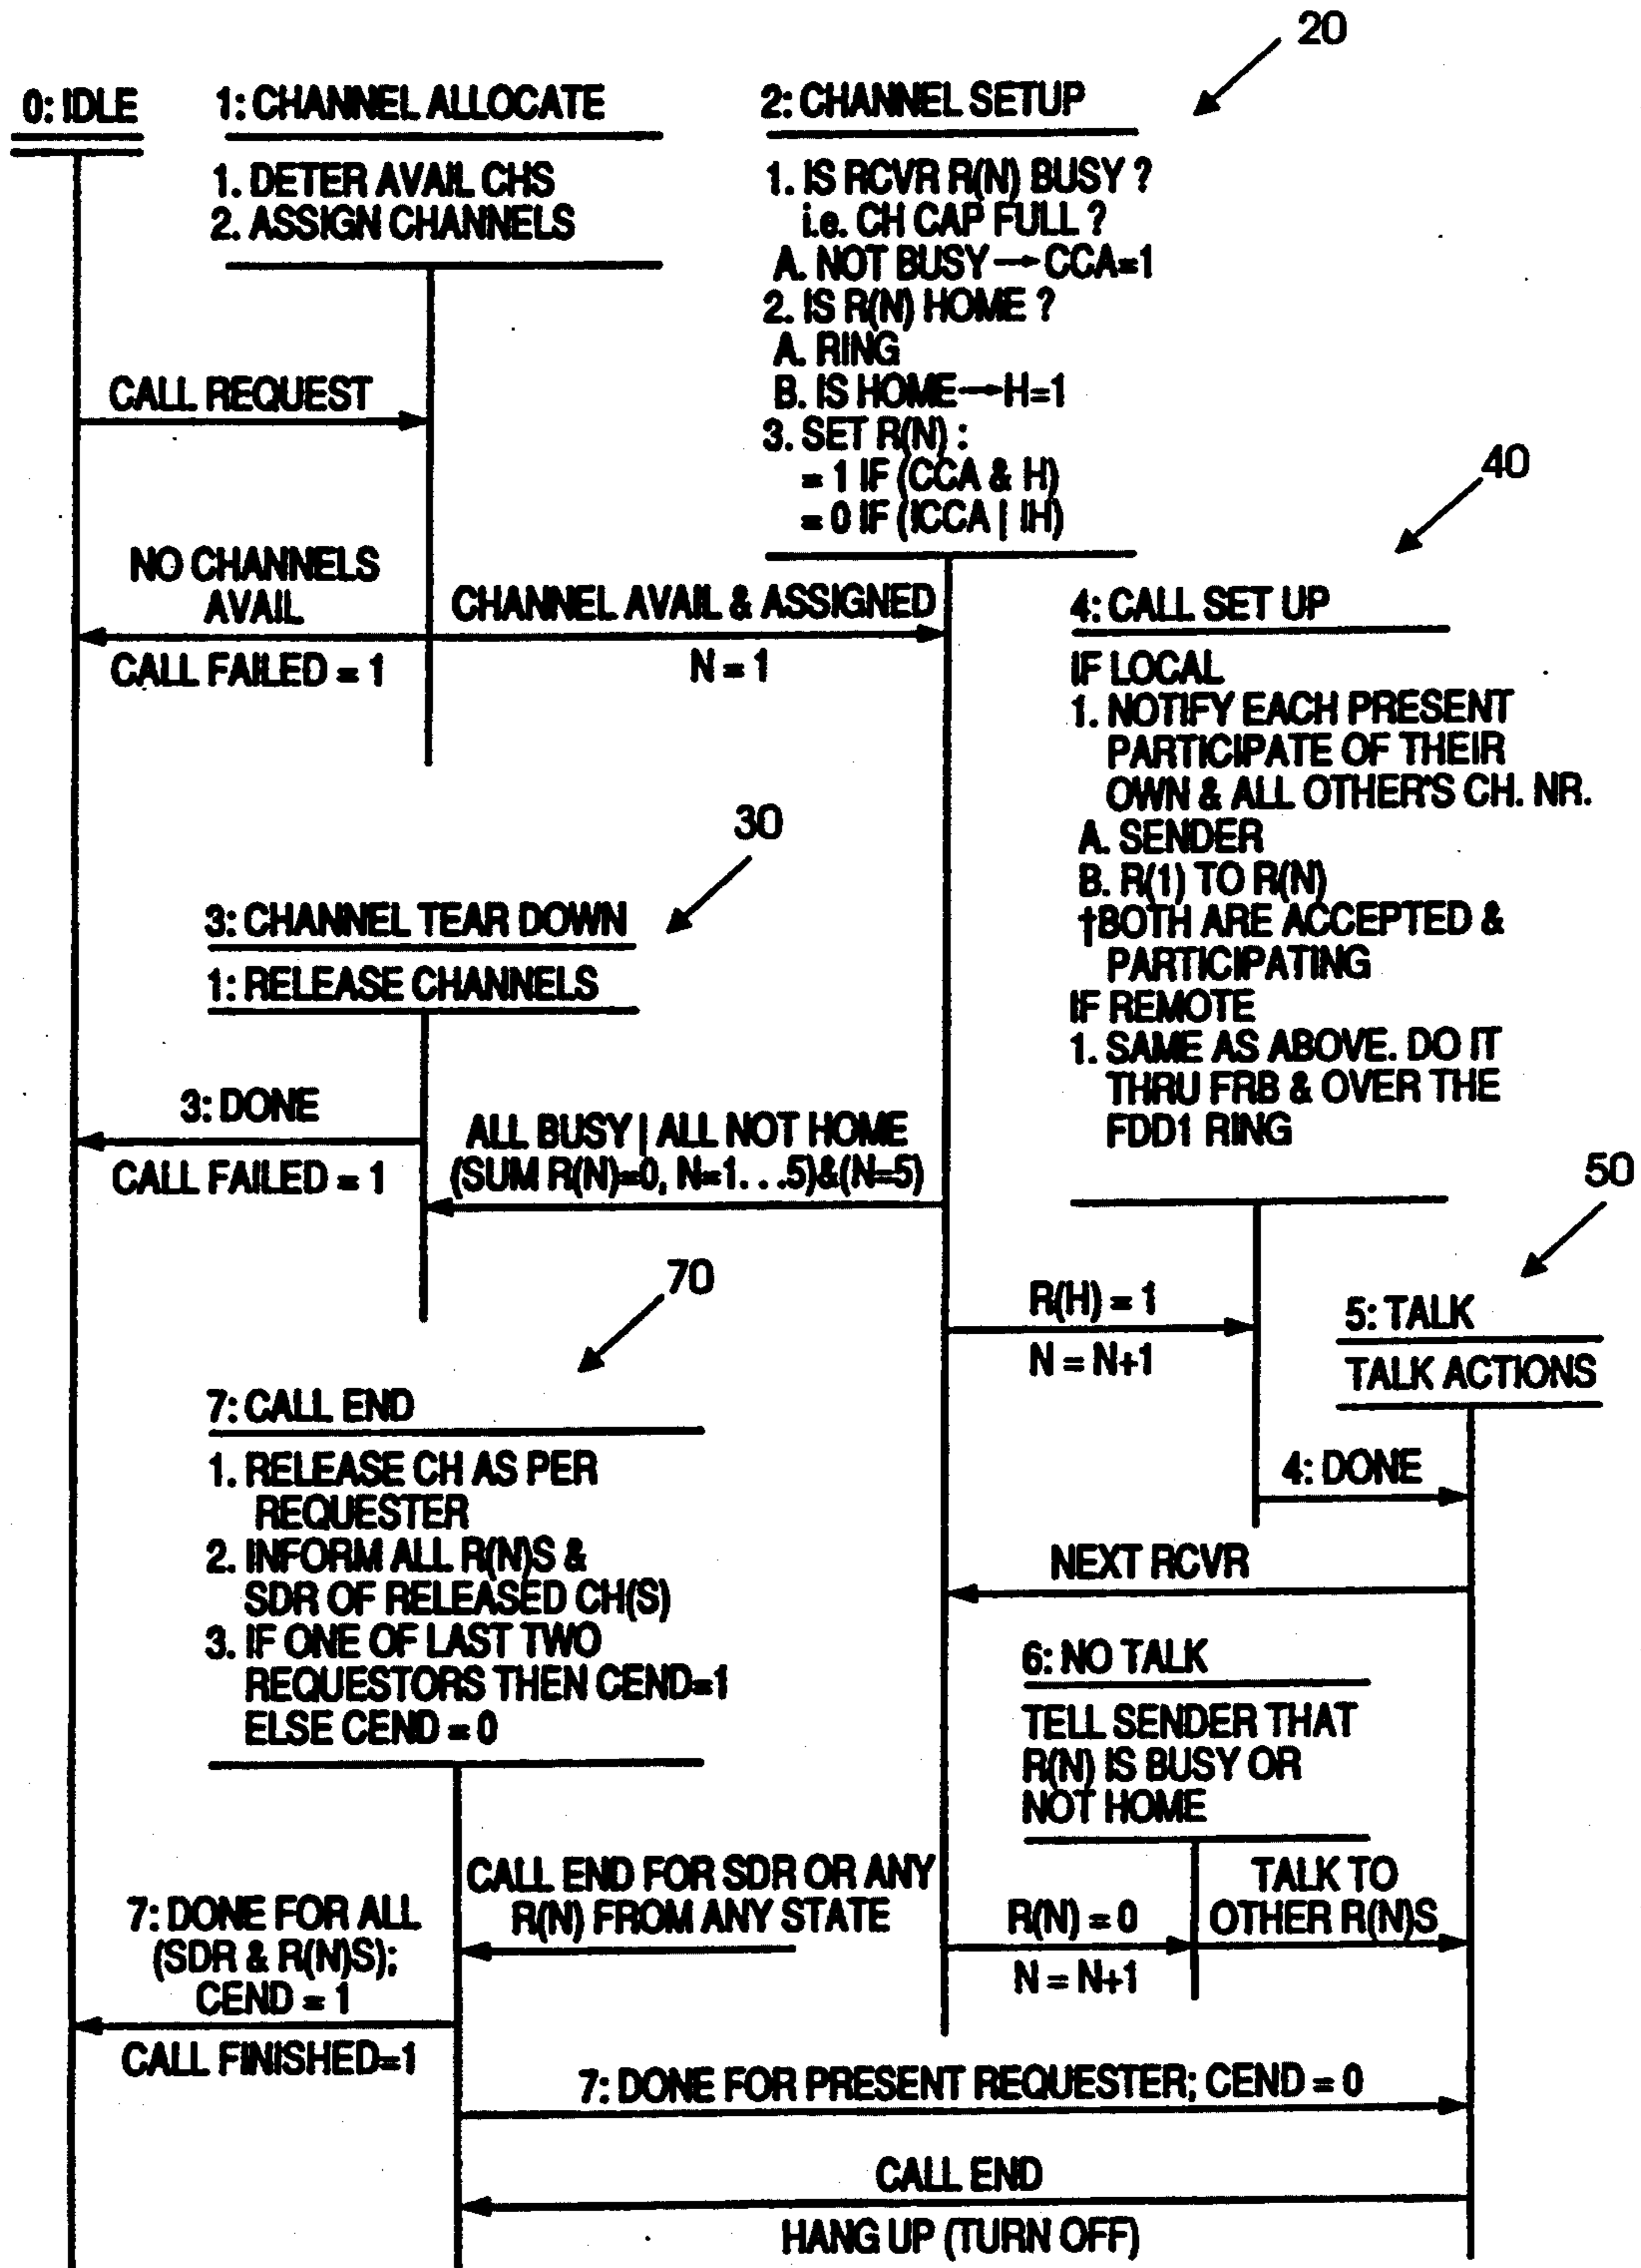 20
0: IDLE
1: CHANNEL ALLOCATE
1. DETER AVAIL CHS
2. ASSIGN CHANNELS
2: CHANNEL SETUP
1. IS RCVR R(N) BUSY ?
i.e. CH CAP FULL ?
A. NOT BUSY → CCA=1
2. IS R(N) HOME ?
A. RING
B. IS HOME → H=1
3. SET R(N) :
= 1 IF (CCA & H)
= 0 IF (!CCA | !H)
CALL REQUEST
NO CHANNELS
AVAIL
CALL FAILED = 1
CHANNEL AVAIL & ASSIGNED
N = 1
40
4: CALL SET UP
IF LOCAL
1. NOTIFY EACH PRESENT
PARTICIPATE OF THEIR
OWN & ALL OTHER'S CH. NR.
A. SENDER
B. R(1) TO R(N)
†BOTH ARE ACCEPTED &
PARTICIPATING
IF REMOTE
1. SAME AS ABOVE. DO IT
THRU FRB & OVER THE
FDD1 RING
30
3: CHANNEL TEAR DOWN
1: RELEASE CHANNELS
3: DONE
CALL FAILED = 1
ALL BUSY | ALL NOT HOME
(SUM R(N)=0, N=1...5)&(N=5)
50
R(H) = 1
N = N+1
5: TALK
TALK ACTIONS
4: DONE
NEXT RCVR
70
7: CALL END
1. RELEASE CH AS PER
REQUESTER
2. INFORM ALL R(N)S &
SDR OF RELEASED CH(S)
3. IF ONE OF LAST TWO
REQUESTORS THEN CEND=1
ELSE CEND = 0
6: NO TALK
TELL SENDER THAT
R(N) IS BUSY OR
NOT HOME
CALL END FOR SDR OR ANY
R(N) FROM ANY STATE
R(N) = 0
N = N+1
TALK TO
OTHER R(N)S
7: DONE FOR ALL
(SDR & R(N)S);
CEND = 1
CALL FINISHED=1
7: DONE FOR PRESENT REQUESTER; CEND = 0
CALL END
HANG UP (TURN OFF)